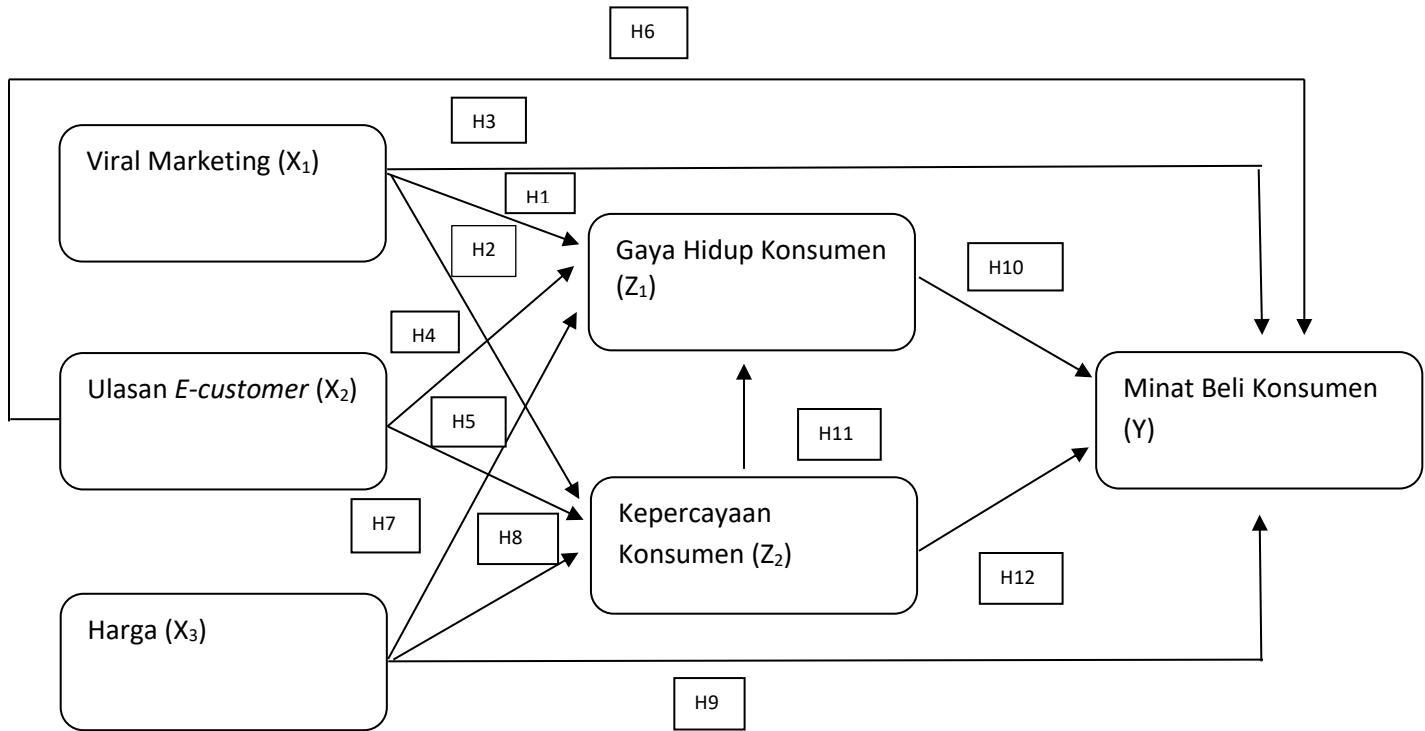 H6
H3
Viral Marketing (X₁)
H1
H2
Gaya Hidup Konsumen
(Z₁)
H10
H4
Ulasan E-customer (X₂)
Minat Beli Konsumen
(Y)
H5
H11
H7
H8
Kepercayaan
Konsumen (Z₂)
H12
Harga (X₃)
H9